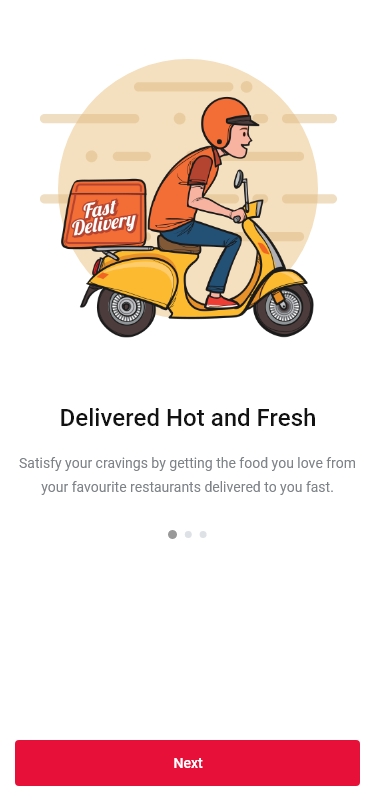 Fast
Delivery
Delivered Hot and Fresh
Satisfy your cravings by getting the food you love from
your favourite restaurants delivered to you fast.
Next